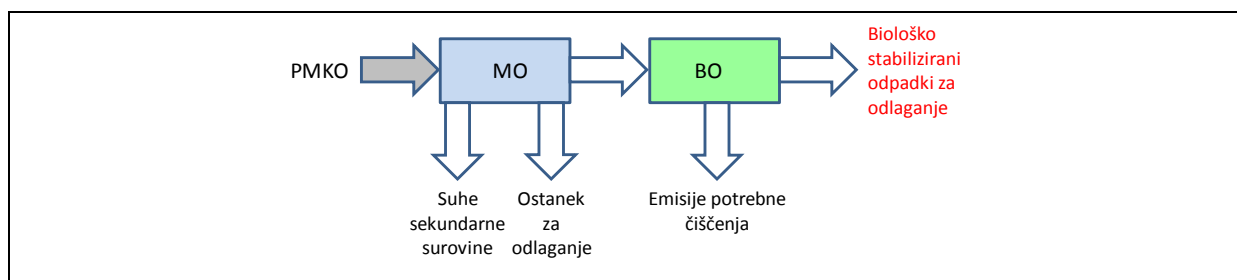 PMKO
MO
BO
Biološko
stabilizirani
odpadki za
odlaganje
Suhe
sekundarne
surovine
Ostanek
za
odlaganje
Emisije potrebne
čiščenja